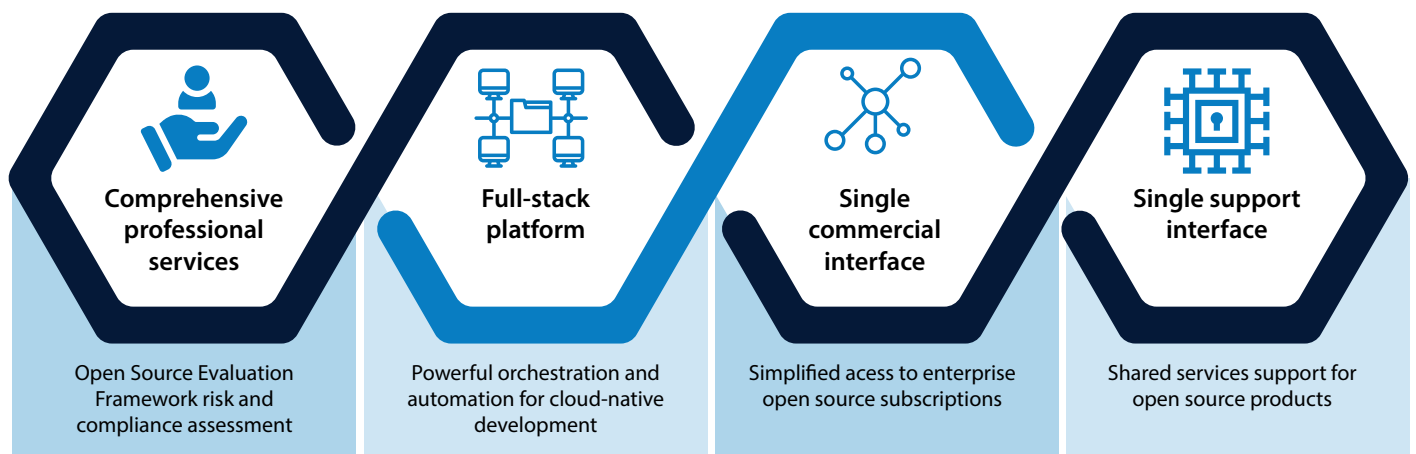 Comprehensive
professional
services
Open Source Evaluation
Framework risk and
compliance assessment
Full-stack
platform
Powerful orchestration and
automation for cloud-native
development
Single
commercial
interface
Simplified acess to enterprise
open source subscriptions
Single support
interface
Shared services support for
open source products